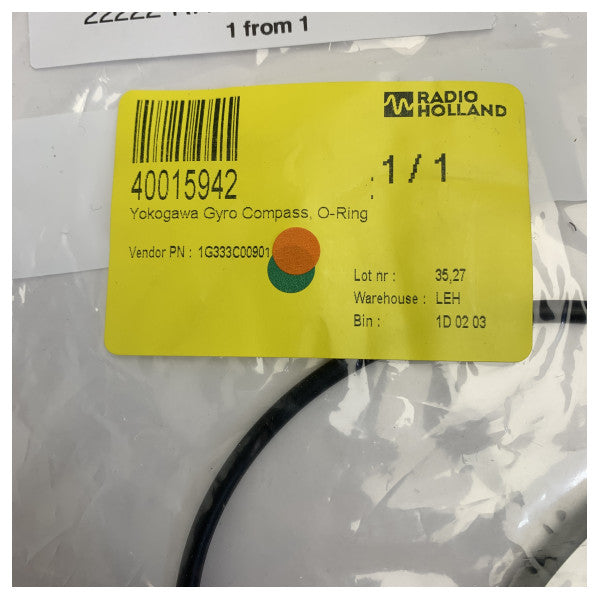 22222
1 from 1
RADIO
HOLLAND
40015942
: 1 / 1
Yokogawa Gyro Compass, O-Ring
Vendor PN : 1G333C00901
Lot nr : 35,27
Warehouse : LEH
Bin : 1D 02 03